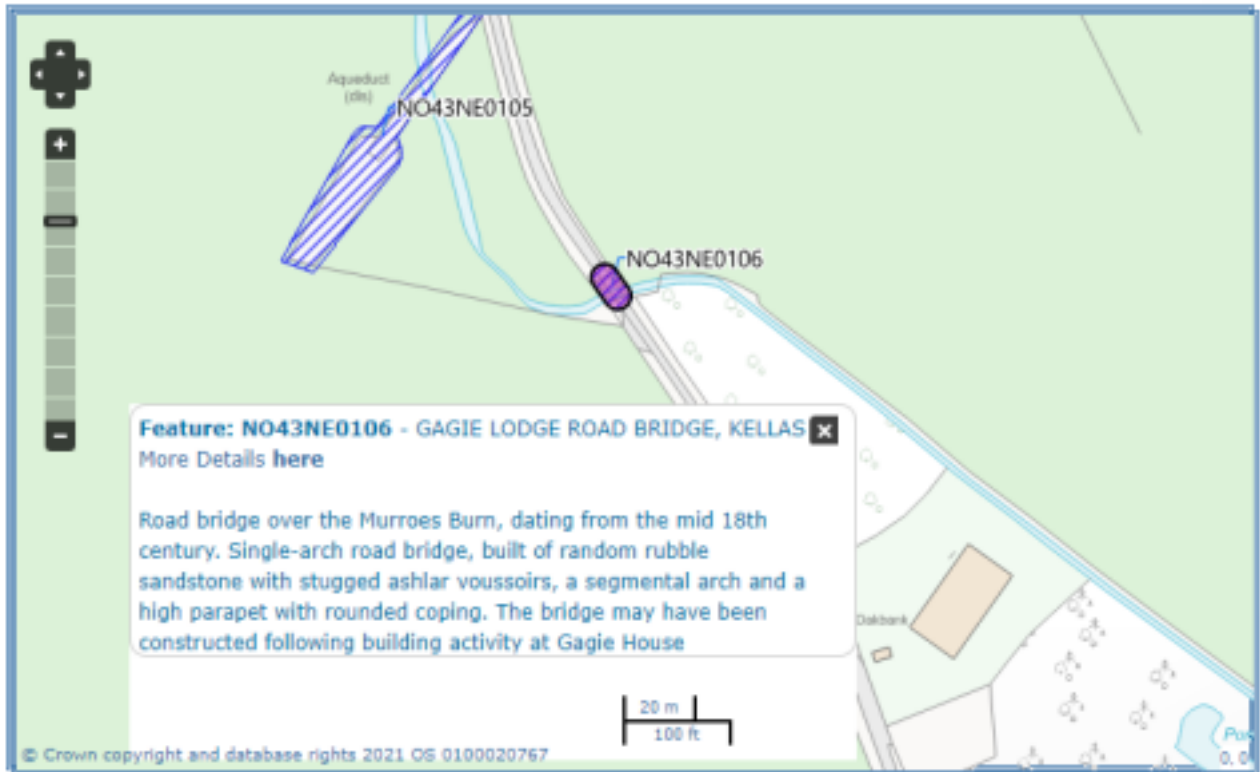 Aqueduct
(dis)
NO43NE0105
NO43NE0106
Feature: NO43NE0106 - GAGIE LODGE ROAD BRIDGE, KELLAS
More Details here
Road bridge over the Murroes Burn, dating from the mid 18th
century. Single-arch road bridge, built of random rubble
sandstone with stugged ashlar voussoirs, a segmental arch and a
high parapet with rounded coping. The bridge may have been
constructed following building activity at Gagie House
Oakbank
20 m
100 ft
© Crown copyright and database rights 2021 OS 0100020767
0, 0